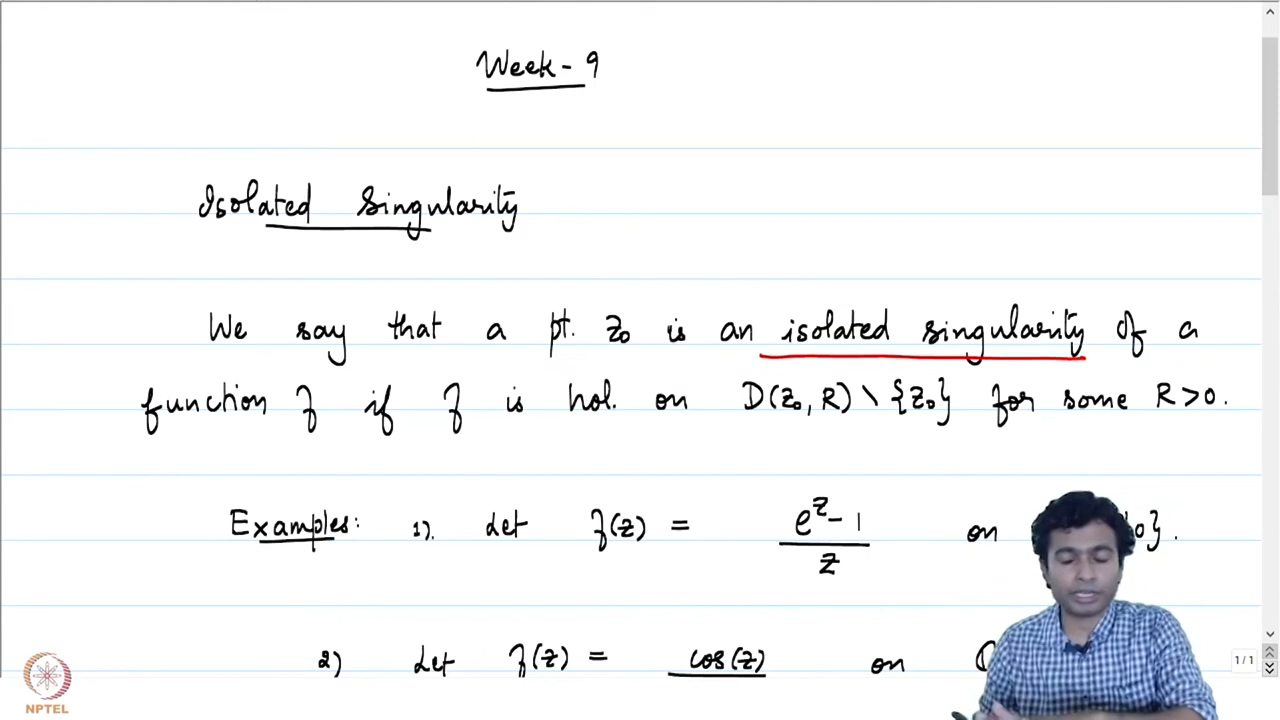 Week - 9
Isolated singularity
We say that a pt. z₀ is an isolated singularity of a
function f if f is hol. on D(z₀, R) \ {z₀} for some R>0.
Examples: 1). Let f(z) = (e^z - 1)/z on 0}.
2) Let f(z) = cos(z) on
1/1
NPTEL